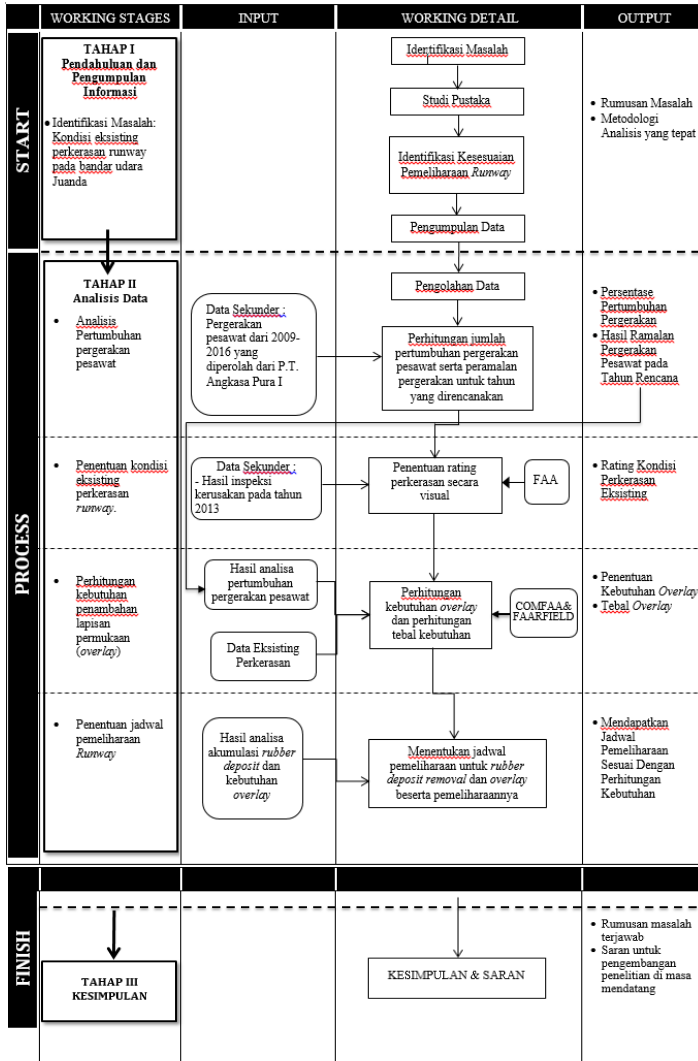 WORKING STAGES
INPUT
WORKING DETAIL
OUTPUT
START
TAHAP I
Pendahuluan dan
Pengumpulan
Informasi
• Identifikasi Masalah:
Kondisi eksisting
perkerasan runway
pada bandar udara
Juanda
Identifikasi Masalah
Studi Pustaka
Identifikasi Kesesuaian
Pemeliharaan Runway
Pengumpulan Data
• Rumusan Masalah
• Metodologi
Analisis yang tepat
PROCESS
TAHAP II
Analisis Data
• Analisis
Pertumbuhan
pergerakan
pesawat
Data Sekunder ;
Pergerakan
pesawat dari 2009-
2016 yang
diperolah dari P.T.
Angkasa Pura I
Pengolahan Data
Perhitungan jumlah
pertumbuhan pergerakan
pesawat serta peramalan
pergerakan untuk tahun
yang direncanakan
• Persentase
Pertumbuhan
Pergerakan
• Hasil Ramalan
Pergerakan
Pesawat pada
Tahun Rencana
• Penentuan kondisi
eksisting
perkerasan
runway.
Data Sekunder ;
- Hasil inspeksi
kerusakan pada tahun
2013
Penentuan rating
perkerasan secara
visual
FAA
• Rating Kondisi
Perkerasan
Eksisting
• Perhitungan
kebutuhan
penambahan
lapisan
permukaan
(overlay)
Hasil analisa
pertumbuhan
pergerakan pesawat
Data Eksisting
Perkerasan
Perhitungan
kebutuhan overlay
dan perhitungan
tebal kebutuhan
COMFAA&
FAARFIELD
• Penentuan
Kebutuhan Overlay
• Tebal Overlay
• Penentuan jadwal
pemeliharaan
Runway
Hasil analisa
akumulasi rubber
deposit dan
kebutuhan
overlay
Menentukan jadwal
pemeliharaan untuk rubber
deposit removal dan overlay
beserta pemeliharaannya
• Mendapatkan
Jadwal
Pemeliharaan
Sesuai Dengan
Perhitungan
Kebutuhan
FINISH
TAHAP III
KESIMPULAN
KESIMPULAN & SARAN
• Rumusan masalah
terjawab
• Saran untuk
pengembangan
penelitian di masa
mendatang